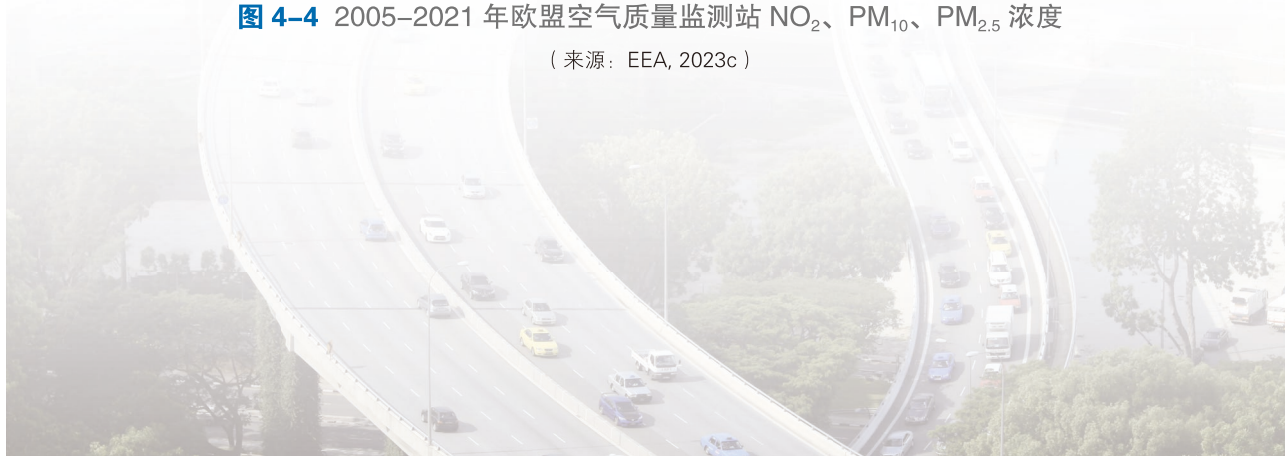 图 4–4 2005–2021 年欧盟空气质量监测站 NO₂、PM₁₀、PM₂.₅ 浓度
（来源：EEA, 2023c）